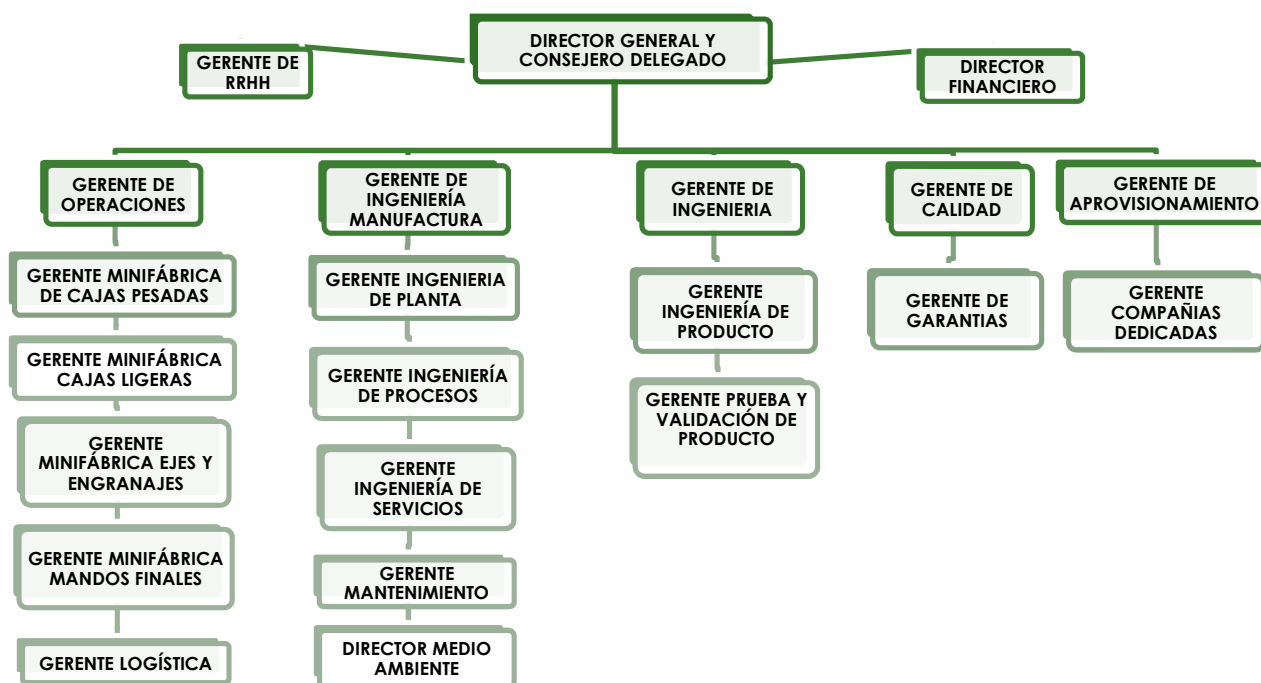 DIRECTOR GENERAL Y
CONSEJERO DELEGADO
GERENTE DE
RRHH
DIRECTOR
FINANCIERO
GERENTE DE
OPERACIONES
GERENTE MINIFÁBRICA
DE CAJAS PESADAS
GERENTE MINIFÁBRICA
CAJAS LIGERAS
GERENTE
MINIFÁBRICA EJES Y
ENGRANAJES
GERENTE MINIFÁBRICA
MANDOS FINALES
GERENTE LOGÍSTICA
GERENTE DE
INGENIERÍA
MANUFACTURA
GERENTE INGENIERIA
DE PLANTA
GERENTE INGENIERÍA
DE PROCESOS
GERENTE
INGENIERÍA DE
SERVICIOS
GERENTE
MANTENIMIENTO
DIRECTOR MEDIO
AMBIENTE
GERENTE DE
INGENIERIA
GERENTE
INGENIERÍA DE
PRODUCTO
GERENTE PRUEBA Y
VALIDACIÓN DE
PRODUCTO
GERENTE DE
CALIDAD
GERENTE DE
GARANTIAS
GERENTE DE
APROVISIONAMIENTO
GERENTE
COMPAÑIAS
DEDICADAS